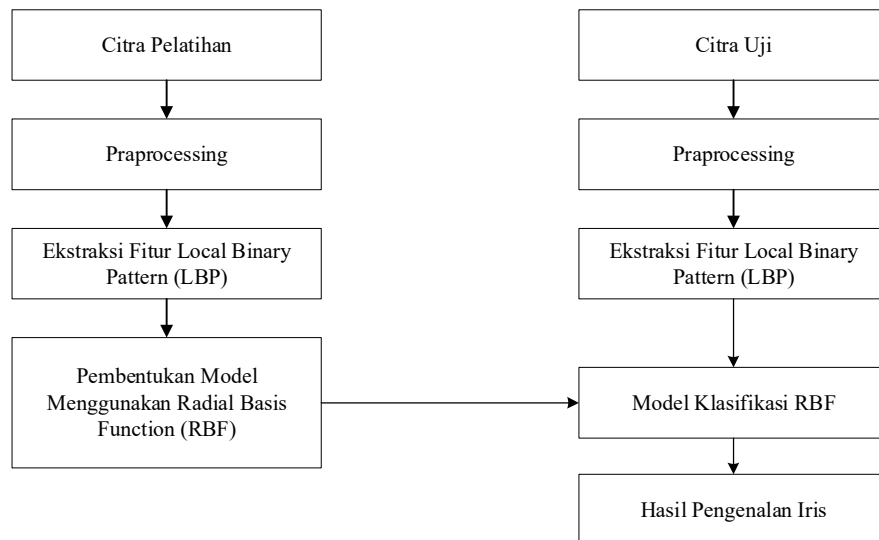 Citra Pelatihan
Praprocessing
Ekstraksi Fitur Local Binary
Pattern (LBP)
Pembentukan Model
Menggunakan Radial Basis
Function (RBF)
Citra Uji
Praprocessing
Ekstraksi Fitur Local Binary
Pattern (LBP)
Model Klasifikasi RBF
Hasil Pengenalan Iris